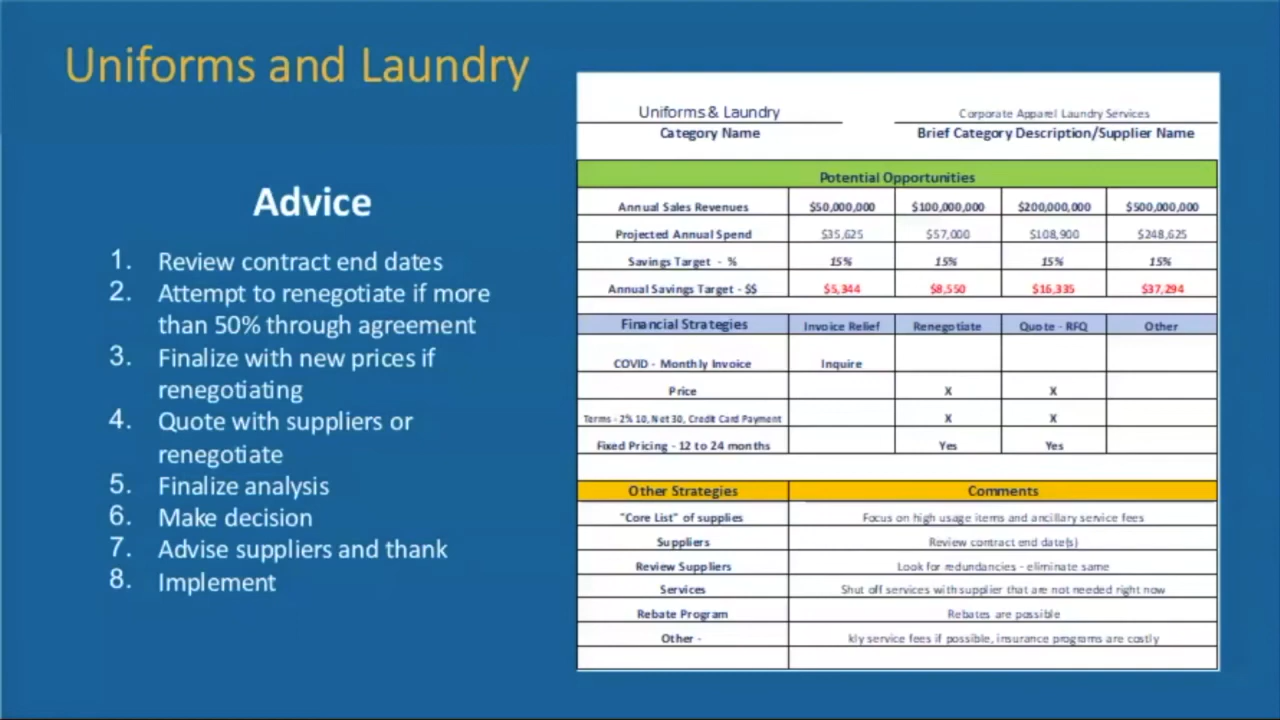 Uniforms and Laundry
Advice
1. Review contract end dates
2. Attempt to renegotiate if more
than 50% through agreement
3. Finalize with new prices if
renegotiating
4. Quote with suppliers or
renegotiate
5. Finalize analysis
6. Make decision
7. Advise suppliers and thank
8. Implement
Uniforms & Laundry Corporate Apparel Laundry Services
Category Name Brief Category Description/Supplier Name
Potential Opportunities
Annual Sales Revenues $50,000,000 $100,000,000 $200,000,000 $500,000,000
Projected Annual Spend $35,625 $57,000 $108,900 $248,625
Savings Target - % 15% 15% 15% 15%
Annual Savings Target - $$ $5,344 $8,550 $16,335 $37,294
Financial Strategies Invoice Relief Renegotiate Quote - RFQ Other
COVID - Monthly Invoice Inquire
Price X X
Terms - 2% 10, Net 30, Credit Card Payment X X
Fixed Pricing - 12 to 24 months Yes Yes
Other Strategies Comments
"Core List" of supplies Focus on high usage items and ancillary service fees
Suppliers Review contract end date(s)
Review Suppliers Look for redundancies - eliminate same
Services Shut off services with supplier that are not needed right now
Rebate Program Rebates are possible
Other - kly service fees if possible, insurance programs are costly